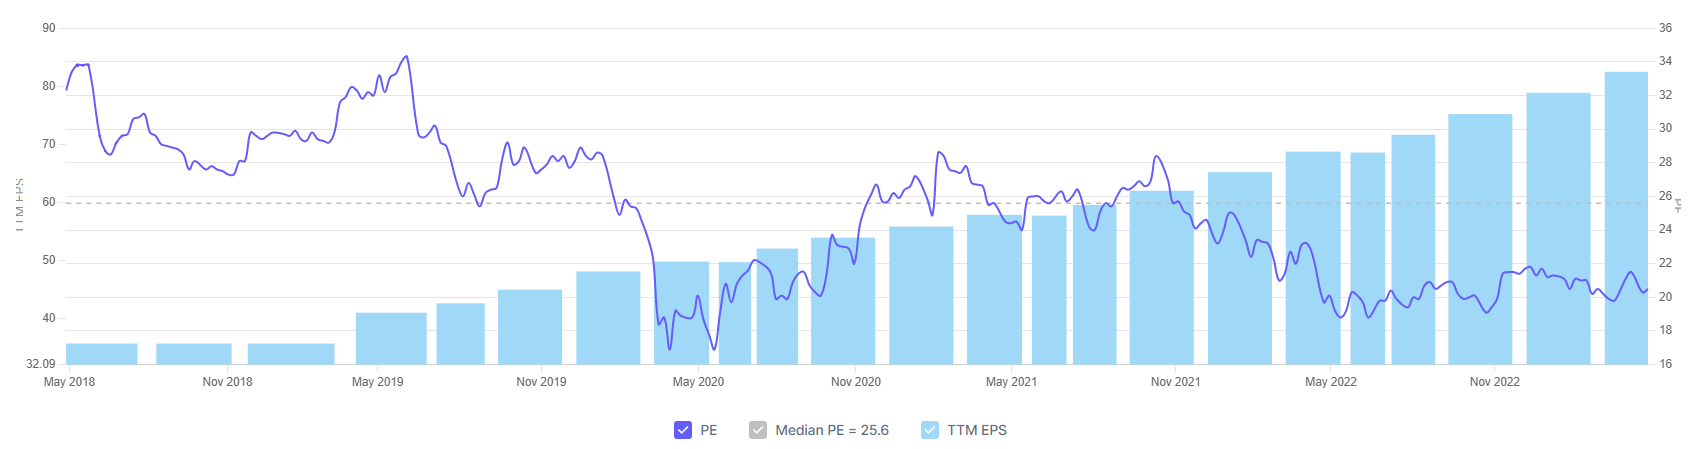 90
80
70
60
50
40
32.09
TTM EPS
36
34
32
30
28
26
24
22
20
18
16
May 2018
Nov 2018
May 2019
Nov 2019
May 2020
Nov 2020
May 2021
Nov 2021
May 2022
Nov 2022
PE
Median PE = 25.6
TTM EPS